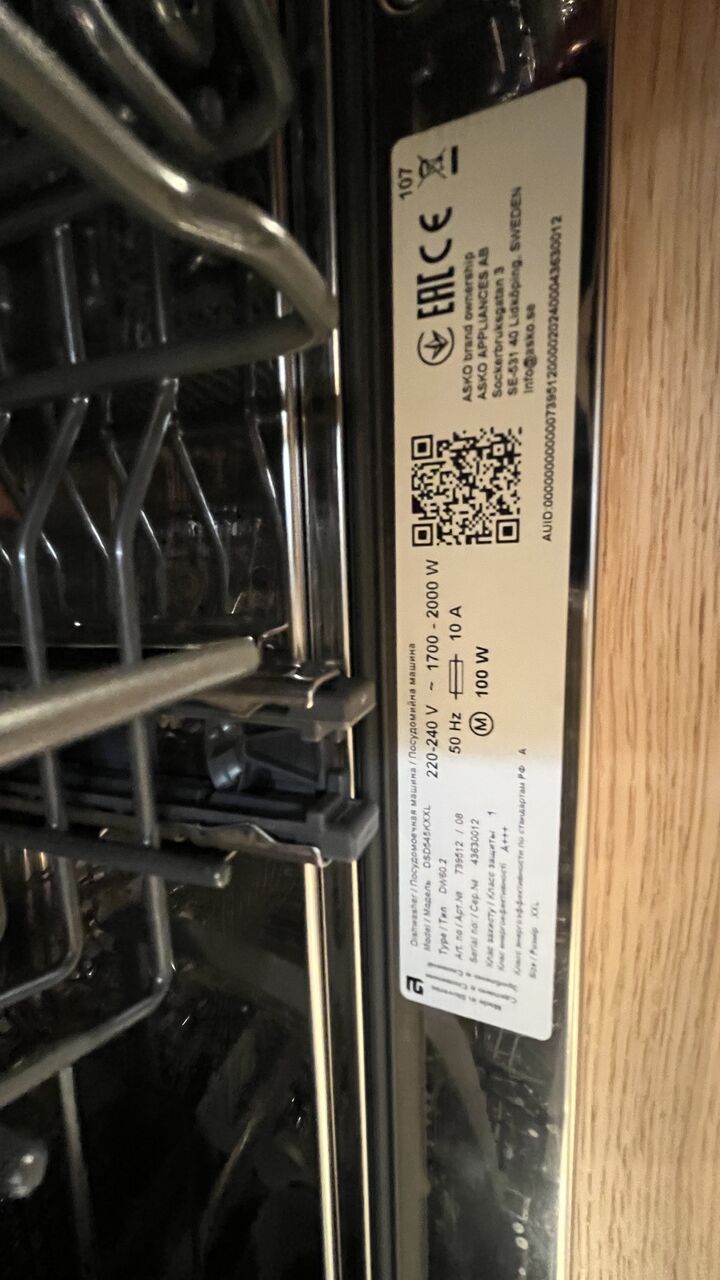 Dishwasher / Посудомоечная машина / Посудомийна машина
Model / Модель DSD545KXXL
Type / Тип DW60.2
Art. no / Арт.№ 739512 / 08
Serial no: / Сер.№ 43630012
Клас захисту / Класс защиты 1
Клас енергоефективності A+++
Класс энергоэффективности по стандартам РФ A
Size / Размер XXL
220-240 V ~ 1700 - 2000 W
50 Hz 10 A
M 100 W
EAC CE
107
ASKO brand ownership
ASKO APPLIANCES AB
Sockerbruksgatan 3
SE-531 40 Lidköping, SWEDEN
info@asko.se